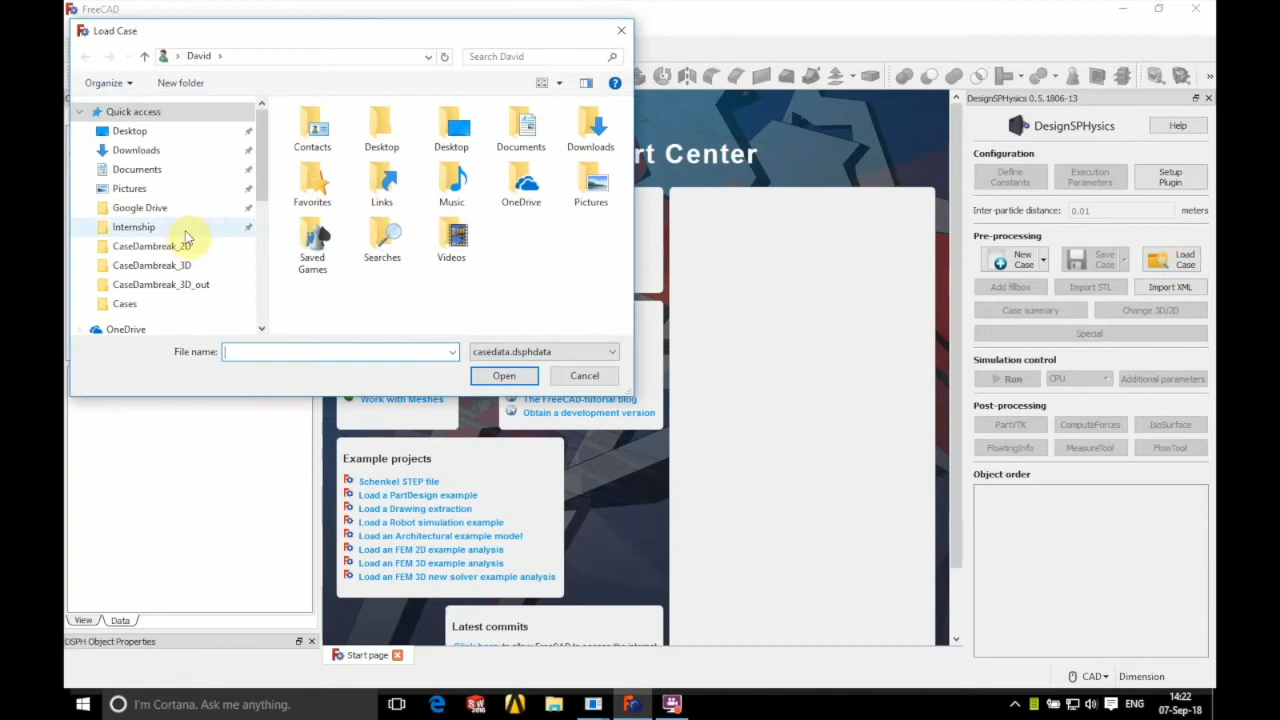 FreeCAD
Load Case
David
Search David
Organize
New folder
Quick access
Desktop
Downloads
Documents
Pictures
Google Drive
Internship
CaseDambreak_2D
CaseDambreak_3D
CaseDambreak_3D_out
Cases
OneDrive
Contacts
Desktop
Desktop
Documents
Downloads
Favorites
Links
Music
OneDrive
Pictures
Saved Games
Searches
Videos
File name:
casedata.dsphdata
Open
Cancel
rt Center
Work with Meshes
The FreeCAD-tutorial blog
Obtain a development version
Example projects
Schenkel STEP file
Load a PartDesign example
Load a Drawing extraction
Load a Robot simulation example
Load an Architectural example model
Load an FEM 2D example analysis
Load an FEM 3D example analysis
Load an FEM 3D new solver example analysis
Latest commits
Start page
View
Data
DSPH Object Properties
DesignSPHysics 0.5.1806-13
DesignSPHysics
Help
Configuration
Define Constants
Execution Parameters
Setup Plugin
Inter-particle distance:
0.01
meters
Pre-processing
New Case
Save Case
Load Case
Add fillbox
Import STL
Import XML
Case summary
Change 3D/2D
Special
Simulation control
Run
CPU
Additional parameters
Post-processing
PartVTK
ComputeForces
IsoSurface
FloatingInfo
MeasureTool
FlowTool
Object order
CAD
Dimension
I'm Cortana. Ask me anything.
ENG
14:22
07-Sep-18